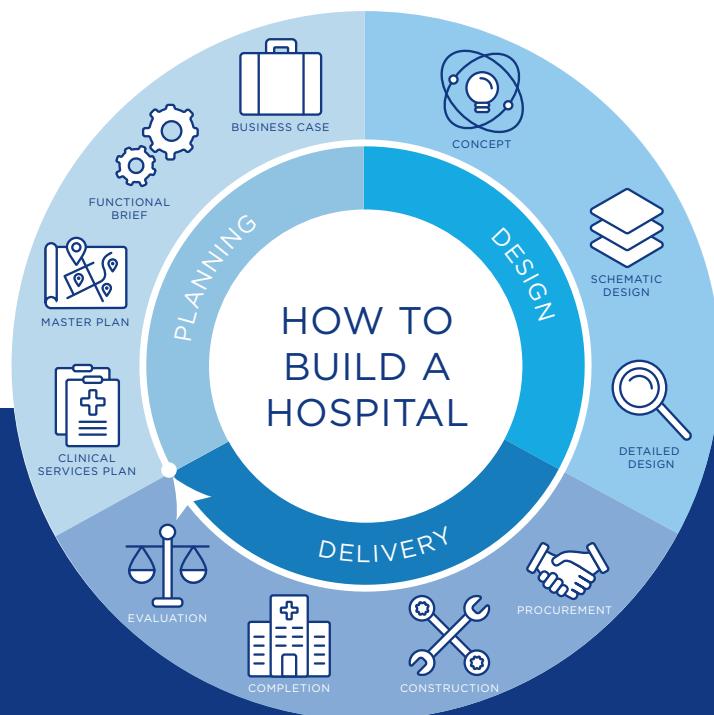 HOW TO
BUILD A
HOSPITAL
PLANNING
CLINICAL
SERVICES PLAN
MASTER PLAN
FUNCTIONAL
BRIEF
BUSINESS CASE
DESIGN
CONCEPT
SCHEMATIC
DESIGN
DETAILED
DESIGN
DELIVERY
PROCUREMENT
CONSTRUCTION
COMPLETION
EVALUATION